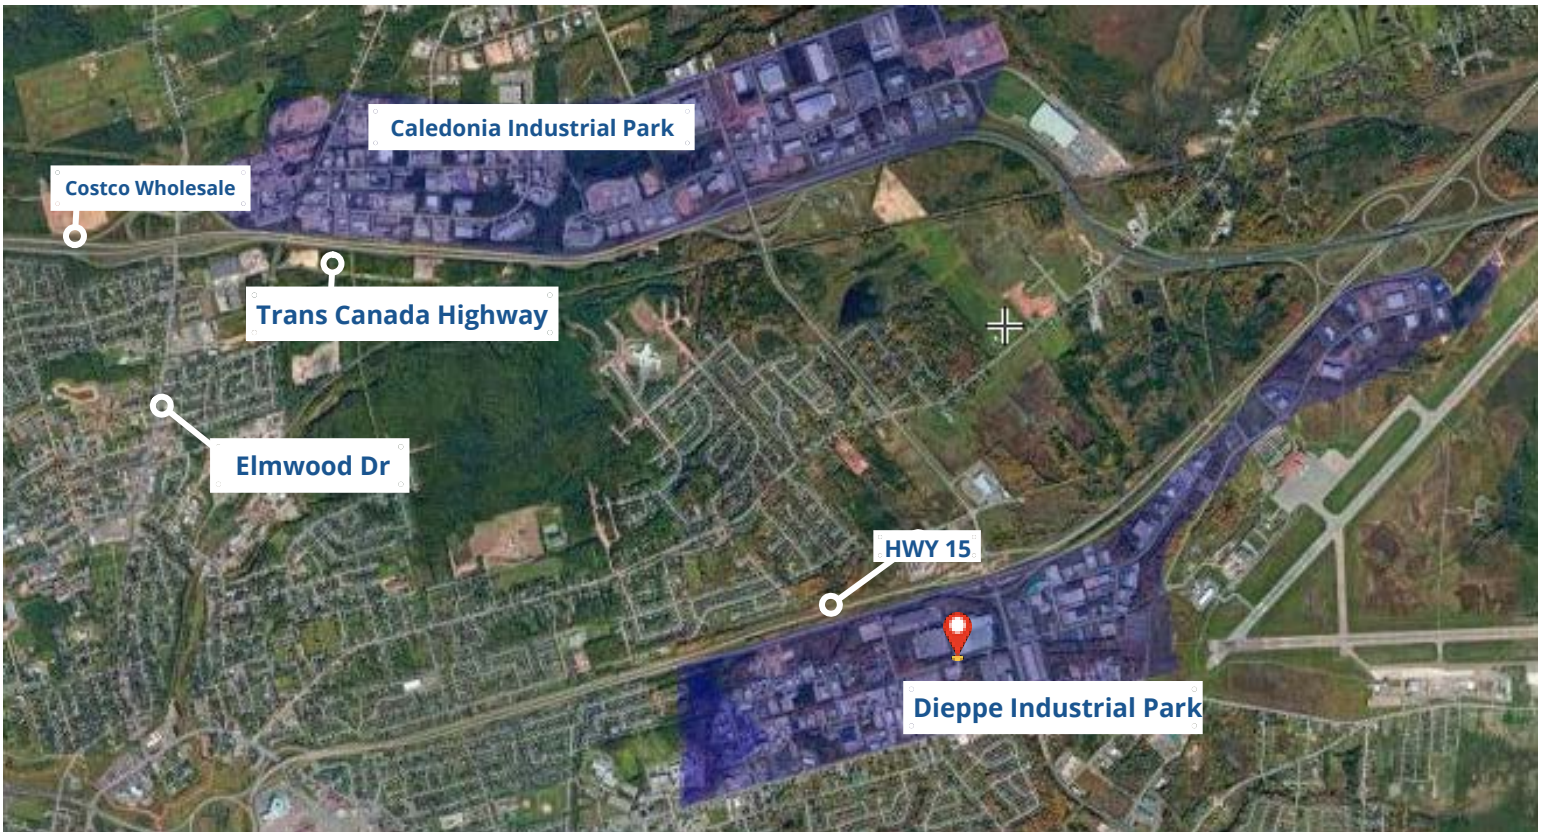 Caledonia Industrial Park
Costco Wholesale
Trans Canada Highway
Elmwood Dr
HWY 15
Dieppe Industrial Park